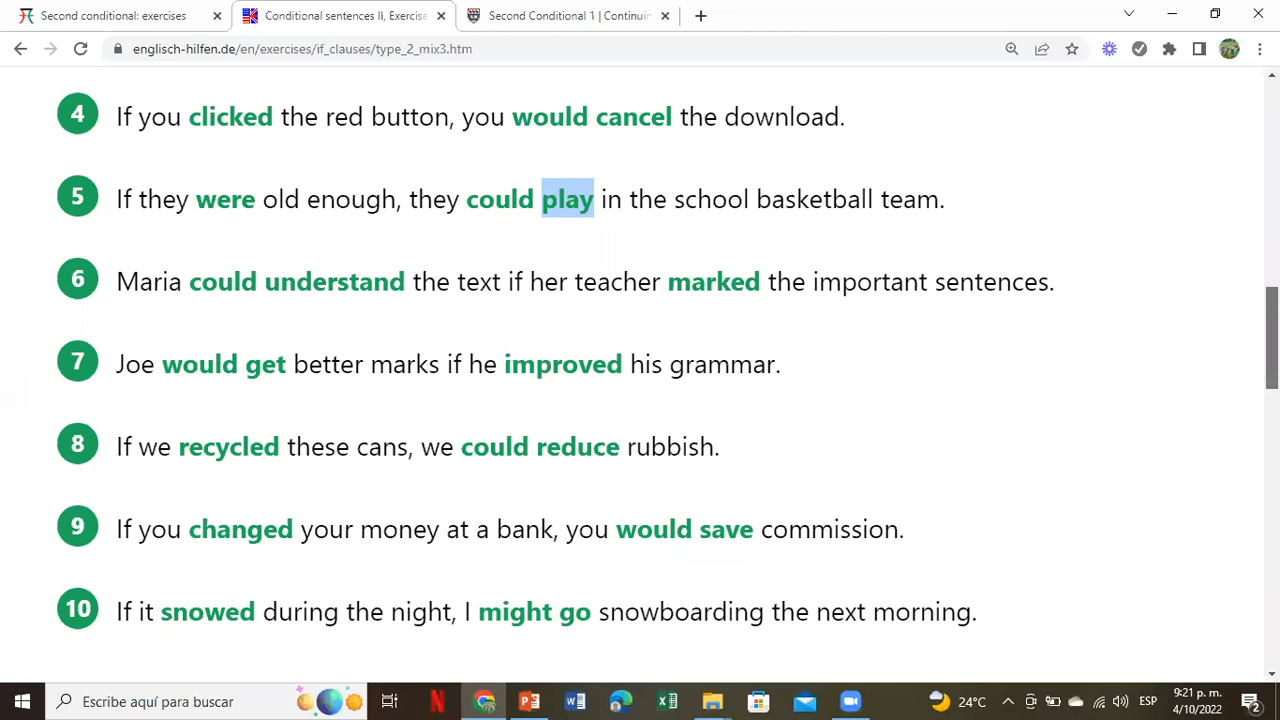 Second conditional: exercises
Conditional sentences II, Exercise
Second Conditional 1 | Continuin
englisch-hilfen.de/en/exercises/if_clauses/type_2_mix3.htm
4 If you clicked the red button, you would cancel the download.
5 If they were old enough, they could play in the school basketball team.
6 Maria could understand the text if her teacher marked the important sentences.
7 Joe would get better marks if he improved his grammar.
8 If we recycled these cans, we could reduce rubbish.
9 If you changed your money at a bank, you would save commission.
10 If it snowed during the night, I might go snowboarding the next morning.
Escribe aquí para buscar
24°C
ESP
9:21 p. m.
4/10/2022
2